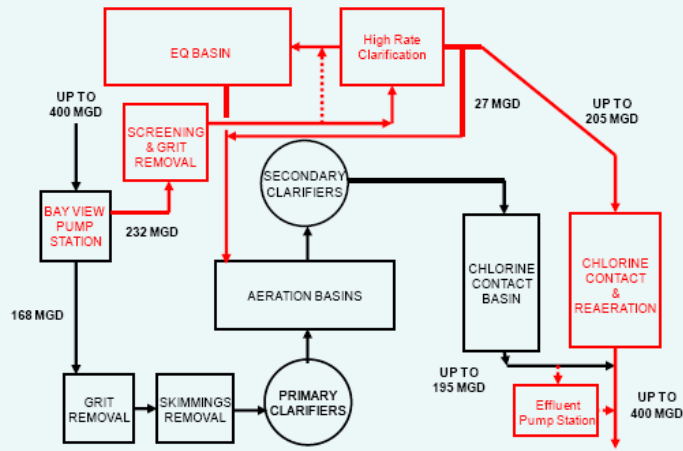 EQ BASIN
High Rate
Clarification
UP TO
400 MGD
27 MGD
UP TO
205 MGD
SCREENING
& GRIT
REMOVAL
SECONDARY
CLARIFIERS
BAY VIEW
PUMP
STATION
232 MGD
CHLORINE
CONTACT
BASIN
CHLORINE
CONTACT
&
REAERATION
AERATION BASINS
168 MGD
UP TO
195 MGD
GRIT
REMOVAL
SKIMMINGS
REMOVAL
PRIMARY
CLARIFIERS
Effluent
Pump Station
UP TO
400 MGD